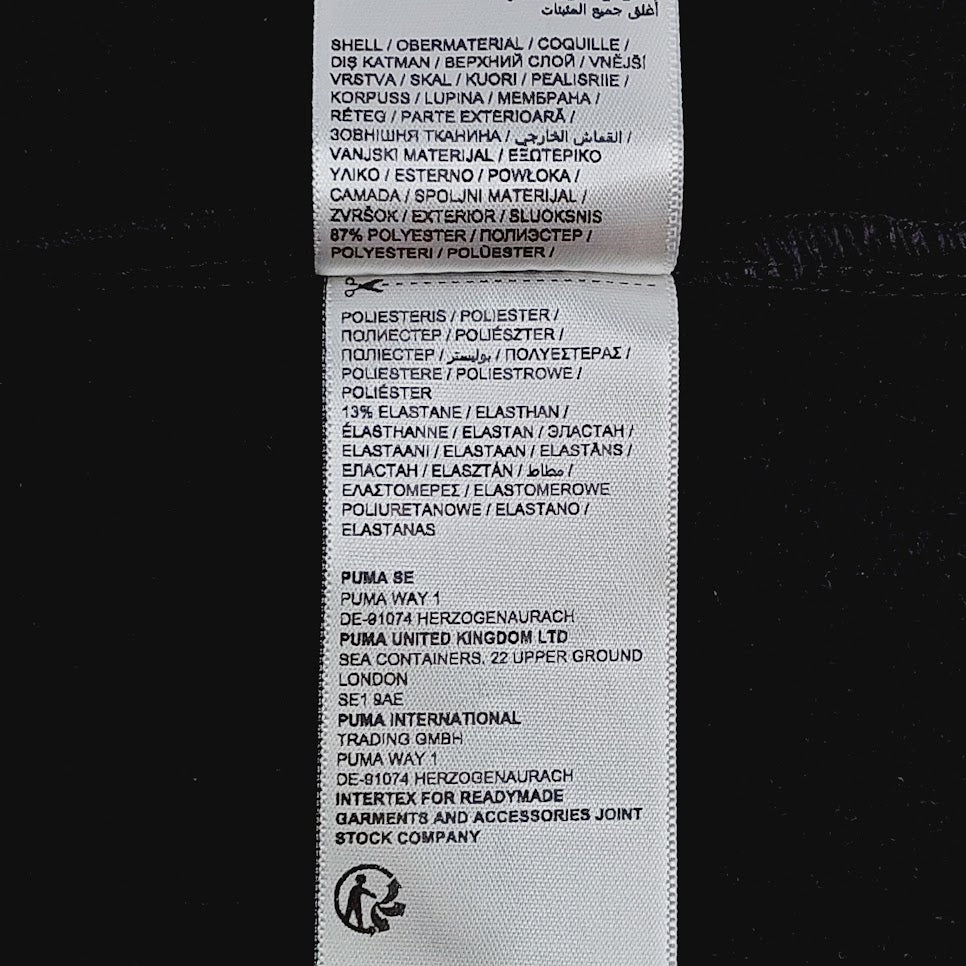 أغلق جميع المثبتات
SHELL / OBERMATERIAL / COQUILLE /
DIŞ KATMAN / ВЕРХНИЙ СЛОЙ / VNĚJŠÍ
VRSTVA / SKAL / KUORI / PEALISRIIE /
KORPUSS / LUPINA / МЕМБРАНА /
RÉTEG / PARTE EXTERIOARĂ /
ЗОВНІШНЯ ТКАНИНА / القماش الخارجي /
VANJSKI MATERIJAL / ΕΞΩΤΕΡΙΚΟ
ΥΛΙΚΟ / ESTERNO / POWŁOKA /
CAMADA / SPOLJNI MATERIJAL /
ZVRŠOK / EXTERIOR / SLUOKSNIS
87% POLYESTER / ПОЛИЭСТЕР /
POLYESTERI / POLÜESTER /
POLIESTERIS / POLIESTER /
ПОЛИЕСТЕР / POLIÉSZTER /
ПОЛІЕСТЕР / بوليستر / ΠΟΛΥΕΣΤΕΡΑΣ /
POLIESTERE / POLIESTROWE /
POLIÉSTER
13% ELASTANE / ELASTHAN /
ÉLASTHANNE / ELASTAN / ЭЛАСТАН /
ELASTAANI / ELASTAAN / ELASTĀNS /
ЕЛАСТАН / ELASZTÁN / مطاط /
ΕΛΑΣΤΟΜΕΡΕΣ / ELASTOMEROWE
POLIURETANOWE / ELASTANO /
ELASTANAS
PUMA SE
PUMA WAY 1
DE-91074 HERZOGENAURACH
PUMA UNITED KINGDOM LTD
SEA CONTAINERS, 22 UPPER GROUND
LONDON
SE1 9AE
PUMA INTERNATIONAL
TRADING GMBH
PUMA WAY 1
DE-91074 HERZOGENAURACH
INTERTEX FOR READYMADE
GARMENTS AND ACCESSORIES JOINT
STOCK COMPANY